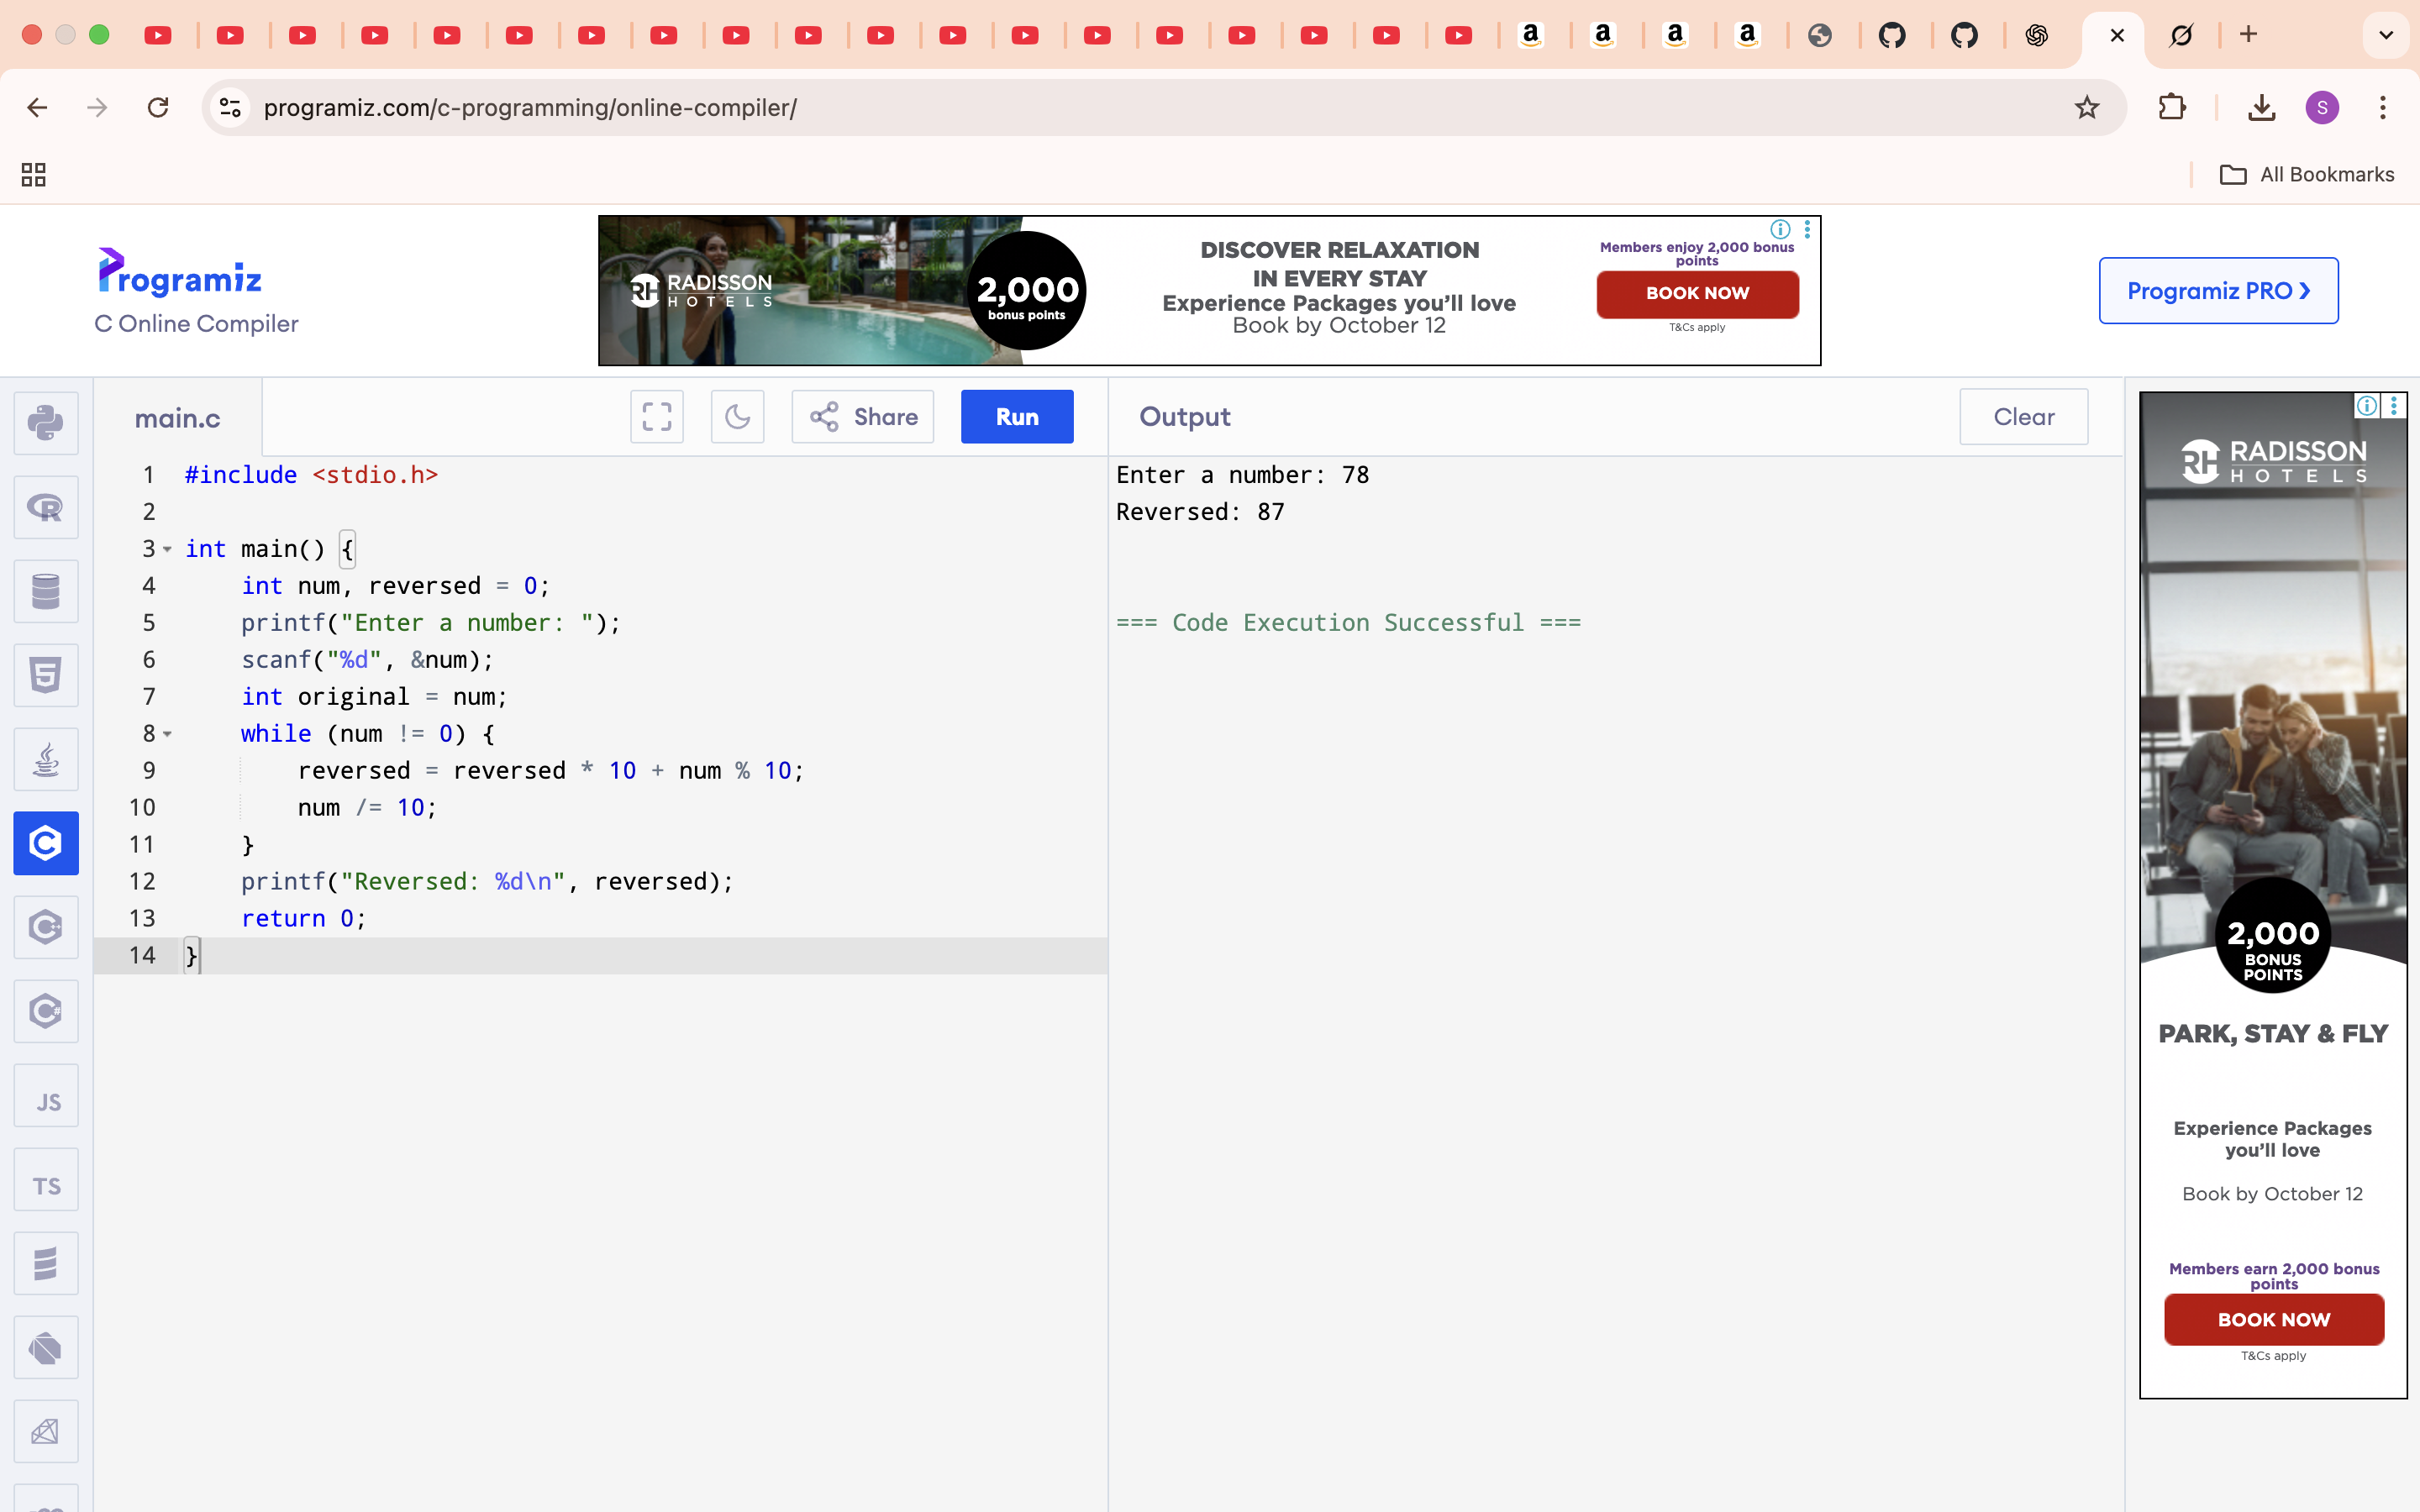 programiz.com/c-programming/online-compiler/
S
All Bookmarks
Programiz
C Online Compiler
RADISSON
HOTELS
2,000
bonus points
DISCOVER RELAXATION
IN EVERY STAY
Experience Packages you’ll love
Book by October 12
Members enjoy 2,000 bonus
points
BOOK NOW
T&Cs apply
Programiz PRO ❯
main.c
Share
Run
Output
Clear
1 #include <stdio.h>
2
3 int main() {
4     int num, reversed = 0;
5     printf("Enter a number: ");
6     scanf("%d", &num);
7     int original = num;
8     while (num != 0) {
9         reversed = reversed * 10 + num % 10;
10         num /= 10;
11     }
12     printf("Reversed: %d\n", reversed);
13     return 0;
14 }
Enter a number: 78
Reversed: 87
=== Code Execution Successful ===
JS
TS
RADISSON
HOTELS
2,000
BONUS
POINTS
PARK, STAY & FLY
Experience Packages
you’ll love
Book by October 12
Members earn 2,000 bonus
points
BOOK NOW
T&Cs apply